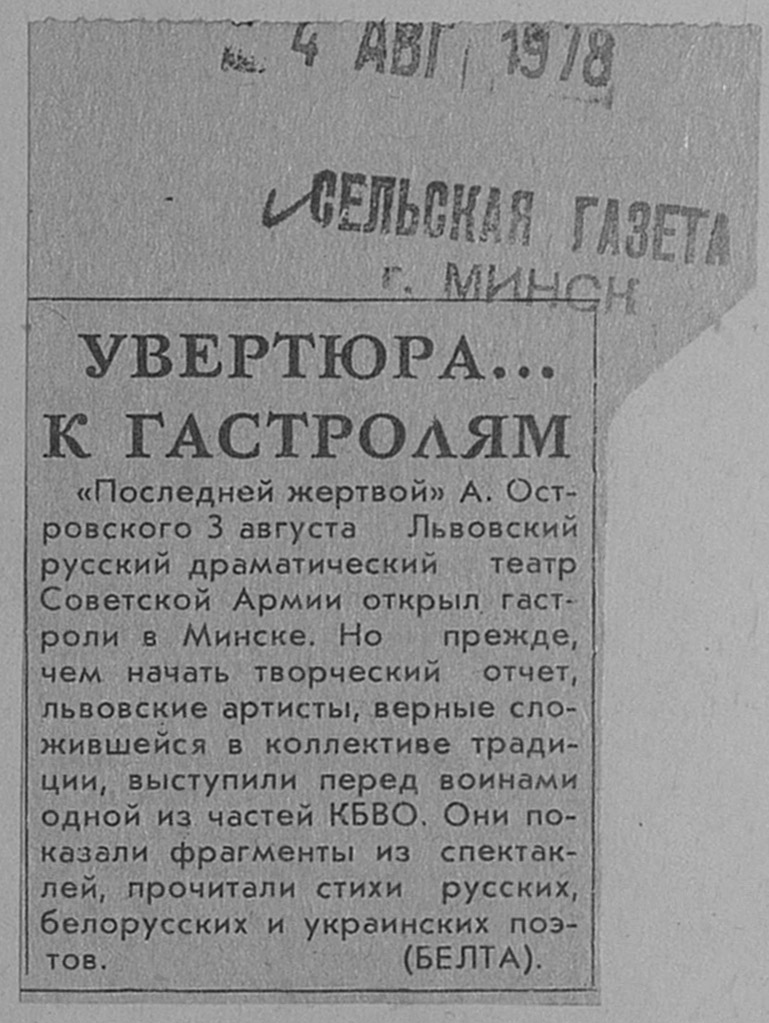 4 АВГ 1978
СЕЛЬСКАЯ ГАЗЕТА
г. МИНСК
УВЕРТЮРА...
К ГАСТРОЛЯМ
«Последней жертвой» А. Ост-
ровского 3 августа Львовский
русский драматический театр
Советской Армии открыл гаст-
роли в Минске. Но прежде,
чем начать творческий отчет,
львовские артисты, верные сло-
жившейся в коллективе тради-
ции, выступили перед воинами
одной из частей КБВО. Они по-
казали фрагменты из спектак-
лей, прочитали стихи русских,
белорусских и украинских поэ-
тов. (БЕЛТА).